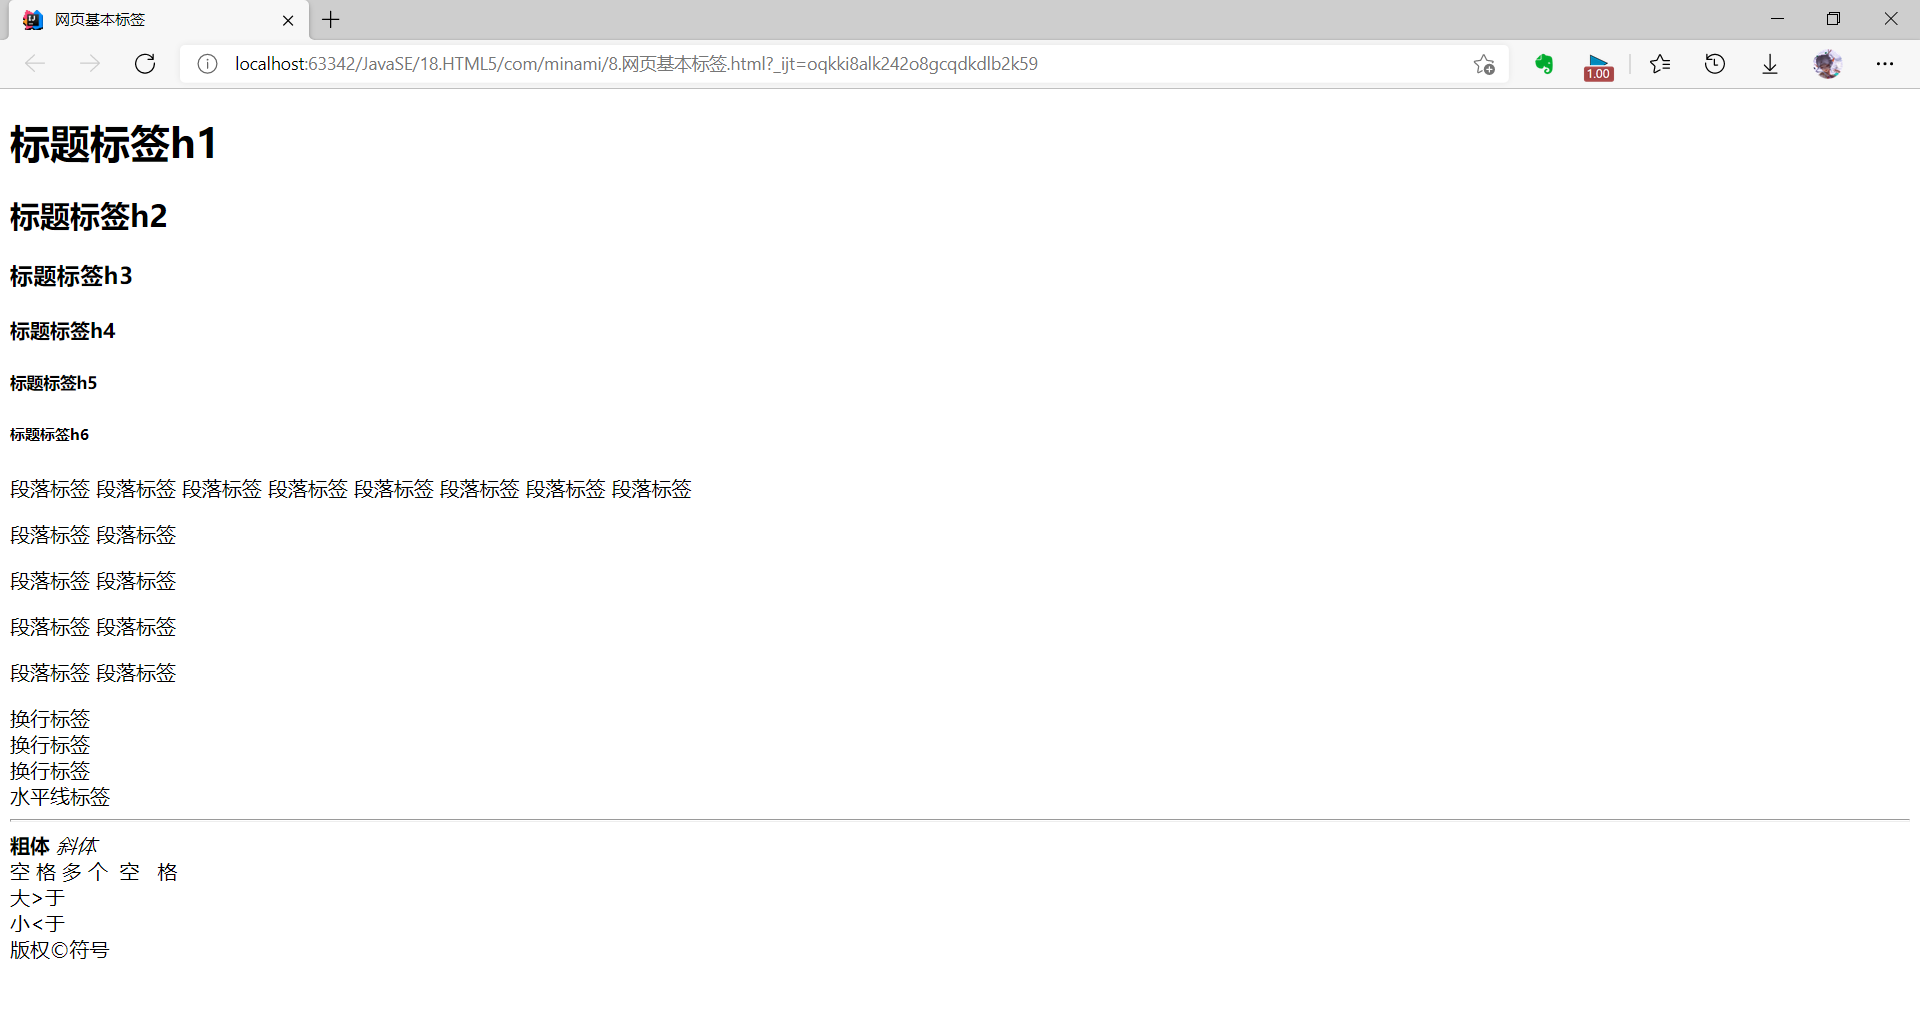 网页基本标签
localhost:63342/JavaSE/18.HTML5/com/minami/8.网页基本标签.html?_ijt=oqkki8alk242o8gcqdkdlb2k59
1.00
标题标签h1
标题标签h2
标题标签h3
标题标签h4
标题标签h5
标题标签h6
段落标签 段落标签 段落标签 段落标签 段落标签 段落标签 段落标签 段落标签
段落标签 段落标签
段落标签 段落标签
段落标签 段落标签
段落标签 段落标签
换行标签
换行标签
换行标签
水平线标签
粗体 斜体
空 格 多 个  空   格
大>于
小<于
版权©符号